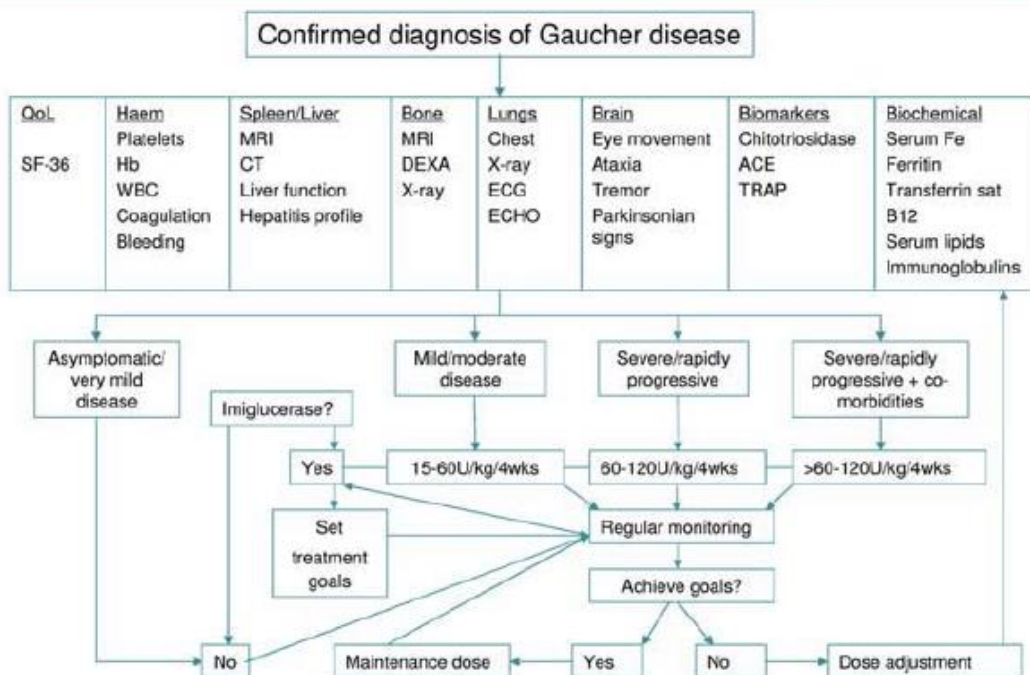 Confirmed diagnosis of Gaucher disease
QoL
SF-36
Haem
Platelets
Hb
WBC
Coagulation
Bleeding
Spleen/Liver
MRI
CT
Liver function
Hepatitis profile
Bone
MRI
DEXA
X-ray
Lungs
Chest
X-ray
ECG
ECHO
Brain
Eye movement
Ataxia
Tremor
Parkinsonian
signs
Biomarkers
Chitotriosidase
ACE
TRAP
Biochemical
Serum Fe
Ferritin
Transferrin sat
B12
Serum lipids
Immunoglobulins
Asymptomatic/
very mild
disease
Mild/moderate
disease
Severe/rapidly
progressive
Severe/rapidly
progressive + co-
morbidities
Imiglucerase?
Yes
15-60U/kg/4wks
60-120U/kg/4wks
>60-120U/kg/4wks
Set
treatment
goals
Regular monitoring
Achieve goals?
No
Maintenance dose
Yes
No
Dose adjustment